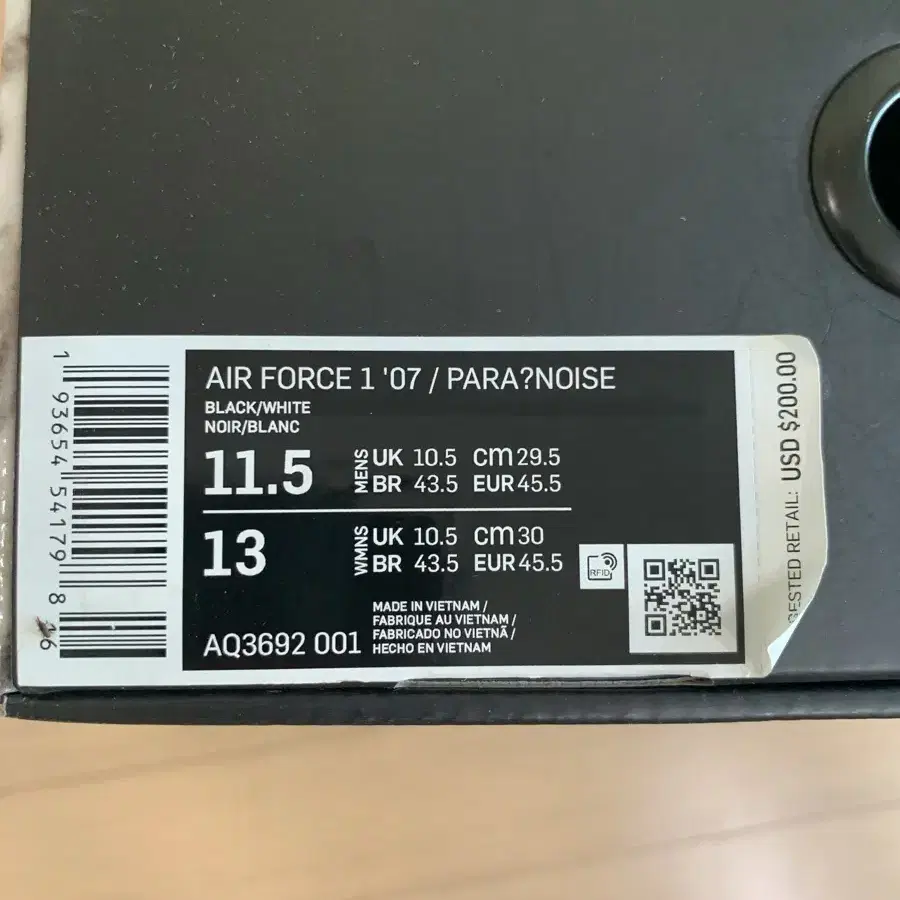 AIR FORCE 1 '07 / PARA?NOISE
BLACK/WHITE
NOIR/BLANC
11.5 MENS UK 10.5 CM 29.5
BR 43.5 EUR 45.5
13 WMNS UK 10.5 CM 30
BR 43.5 EUR 45.5
RFID
MADE IN VIETNAM /
FABRIQUE AU VIETNAM /
FABRICADO NO VIETNÃ /
HECHO EN VIETNAM
AQ3692 001
1 93654 54179 8
GESTED RETAIL: USD $200.00